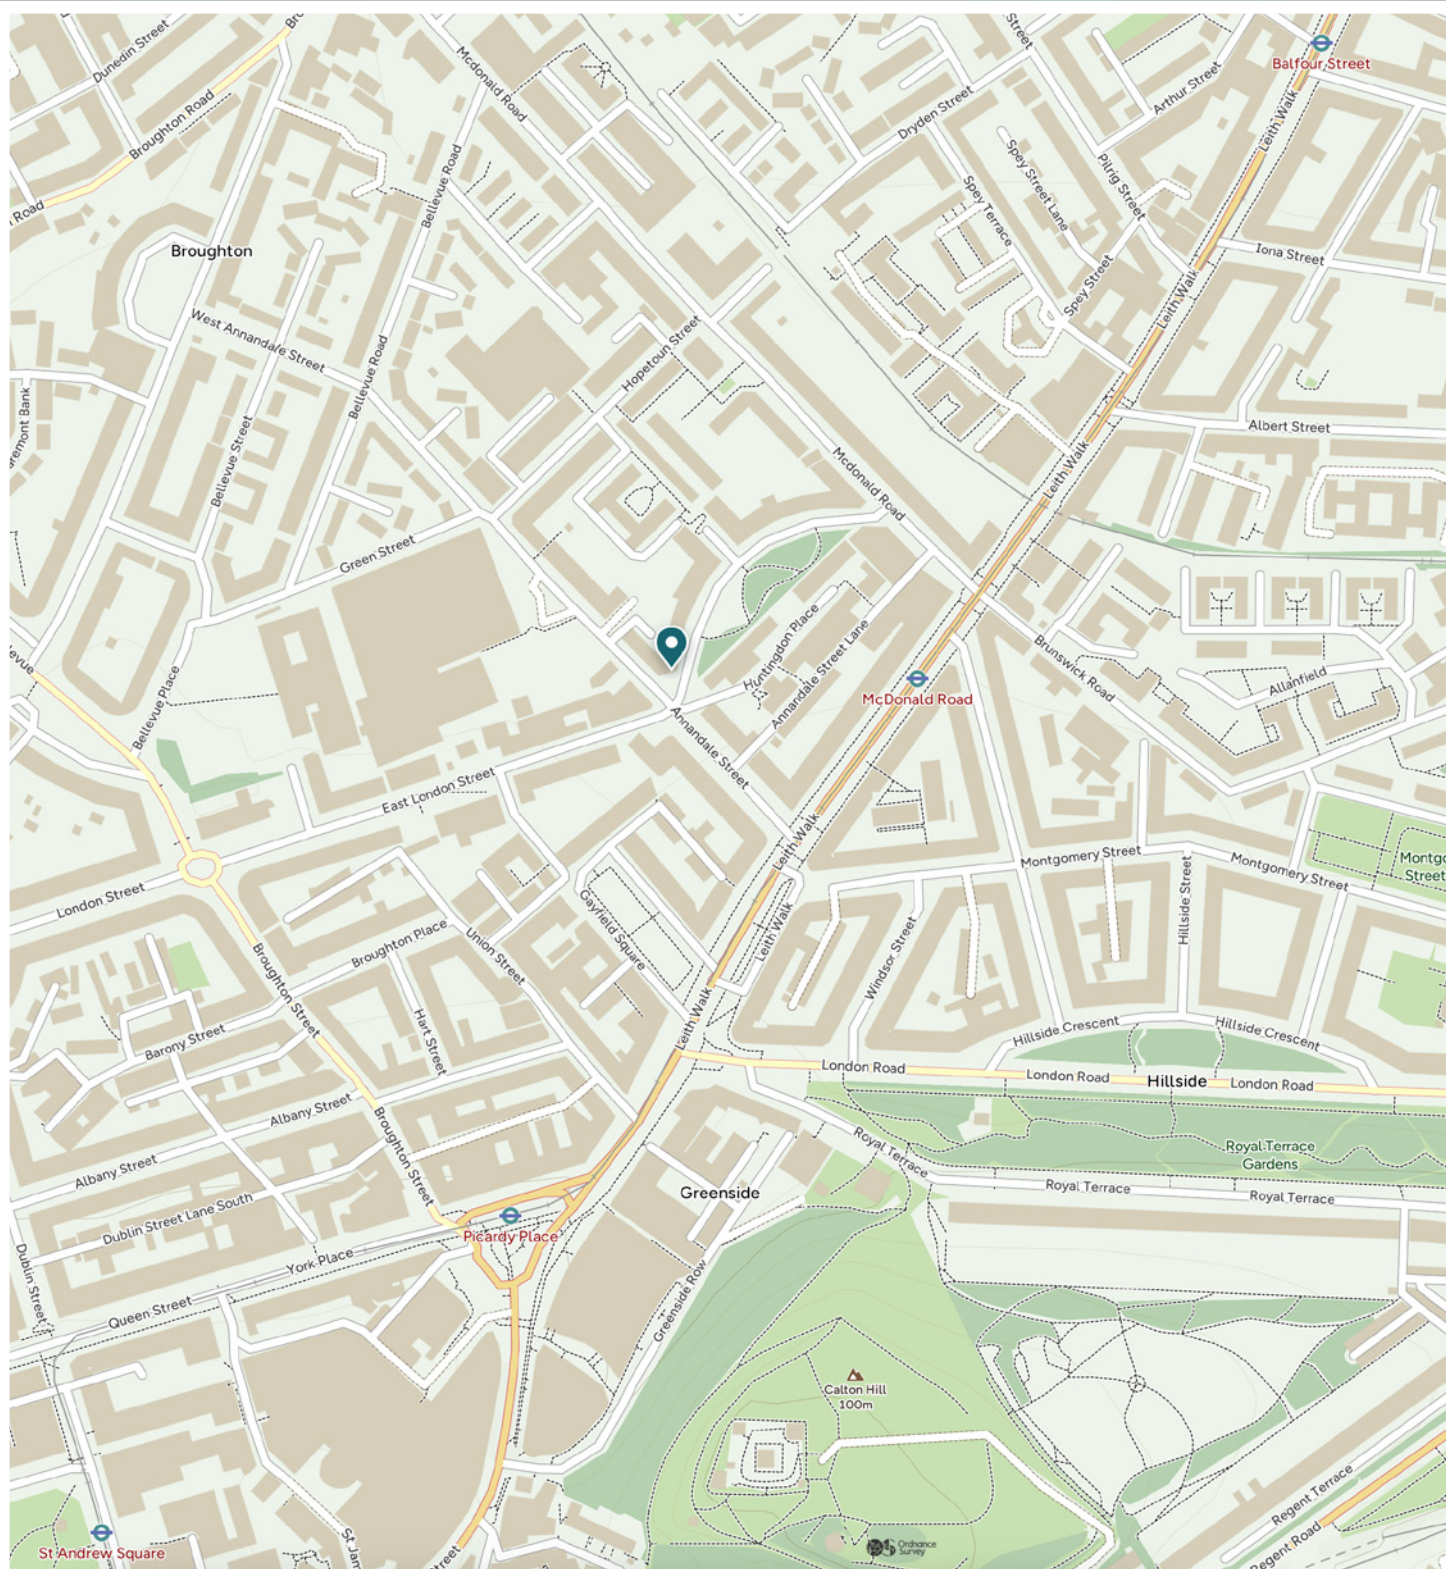 Dunedin Street
Broughton Road
Mcdonald Road
Street
Balfour Street
Arthur Street
Leith Walk
Dryden Street
Pilrig Street
Spey Street Lane
Spey Terrace
Road
Bellevue Road
Broughton
Iona Street
Spey Street
Leith Walk
West Annandale Street
Hopetoun Street
Bellevue Road
Bellevue Street
Albert Street
Leith Walk
Mcdonald Road
Green Street
Huntingdon Place
Annandale Street Lane
McDonald Road
Brunswick Road
Allanfield
Bellevue Place
Annandale Street
East London Street
Leith Walk
Montgomery Street
Montgomery Street
Montgo
Street
London Street
Gayfield Square
Leith Walk
Hillside Street
Windsor Street
Broughton Place
Union Street
Broughton Street
Hart Street
Barony Street
Leith Walk
Hillside Crescent
Hillside Crescent
London Road
London Road
Hillside
London Road
Albany Street
Broughton Street
Royal Terrace
Royal Terrace
Gardens
Albany Street
Greenside
Royal Terrace
Royal Terrace
Dublin Street Lane South
Picardy Place
York Place
Dublin Street
Queen Street
Greenside Row
Calton Hill
100m
Regent Terrace
Regent Road
St Andrew Square
St Jam
Street
Ordnance
Survey